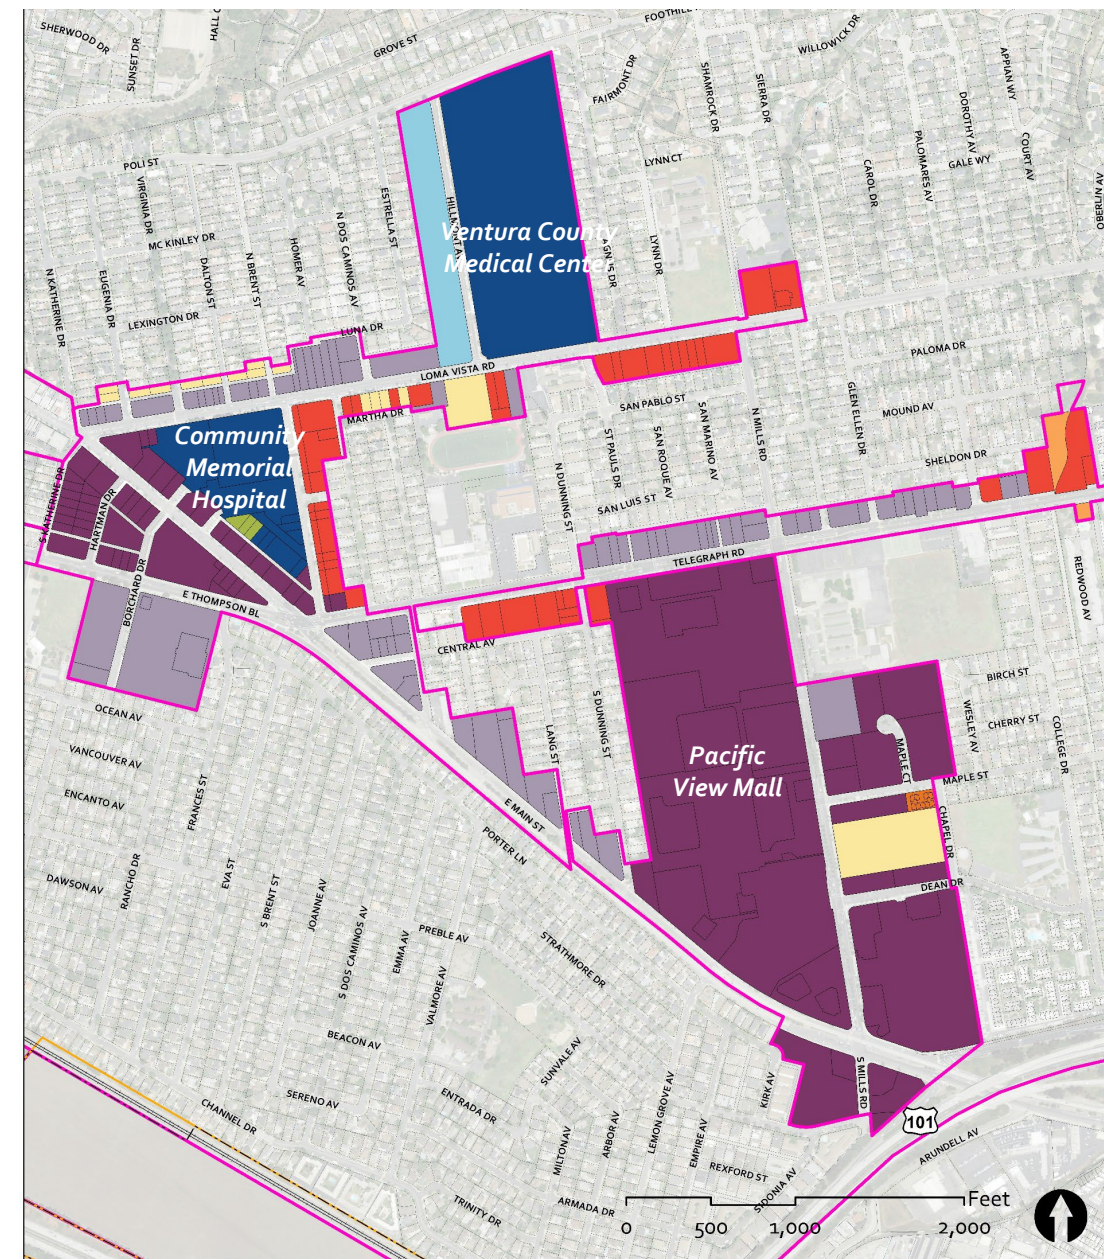 SHERWOOD DR
SUNSET DR
HALL C
GROVE ST
FOOTHILL
WILLOWICK DR
FAIRMONT DR
SHAMROCK DR
SIERRA DR
APPIAN WY
DOROTHY AV
PALOMARES AV
COURT AV
GALE WY
CAROL DR
OBERLIN AV
POLI ST
VIRGINIA DR
MC KINLEY DR
ESTRELLA ST
N DOS CAMINOS AV
HOMER AV
N BRENT ST
DALTON ST
EUGENIA DR
N KATHERINE DR
LEXINGTON DR
LUNA DR
LYNN CT
LYNN DR
AGNUS DR
HILLMONT AV
Ventura County
Medical Center
LOMA VISTA RD
MARTHA DR
PALOMA DR
MOUND AV
GLEN ELLEN DR
SHELDON DR
SAN PABLO ST
ST PAULS DR
SAN ROQUE AV
SAN MARINO AV
N MILLS RD
N DUNNING ST
SAN LUIS ST
TELEGRAPH RD
REDWOOD AV
Community
Memorial
Hospital
S KATHERINE DR
HARTMAN DR
BORCHARD DR
E THOMPSON BL
CENTRAL AV
LANG ST
S DUNNING ST
E MAIN ST
PORTER LN
Pacific
View Mall
BIRCH ST
WESLEY AV
CHERRY ST
COLLEGE DR
MAPLE CT
MAPLE ST
CHAPEL DR
DEAN DR
OCEAN AV
VANCOUVER AV
ENCANTO AV
FRANCES ST
DAWSON AV
RANCHO DR
EVA ST
S BRENT ST
JOANNE AV
S DOS CAMINOS AV
EMMA AV
PREBLE AV
VALMORE AV
STRATHMORE DR
BEACON AV
SERENO AV
CHANNEL DR
ENTRADA DR
SUNVALE AV
MILTON AV
ARBOR AV
LEMON GROVE AV
EMPIRE AV
KIRK AV
S MILLS RD
101
ARUNDELL AV
REXFORD ST
SIDONIA AV
ARMADA DR
TRINITY DR
Feet
0 500 1,000 2,000